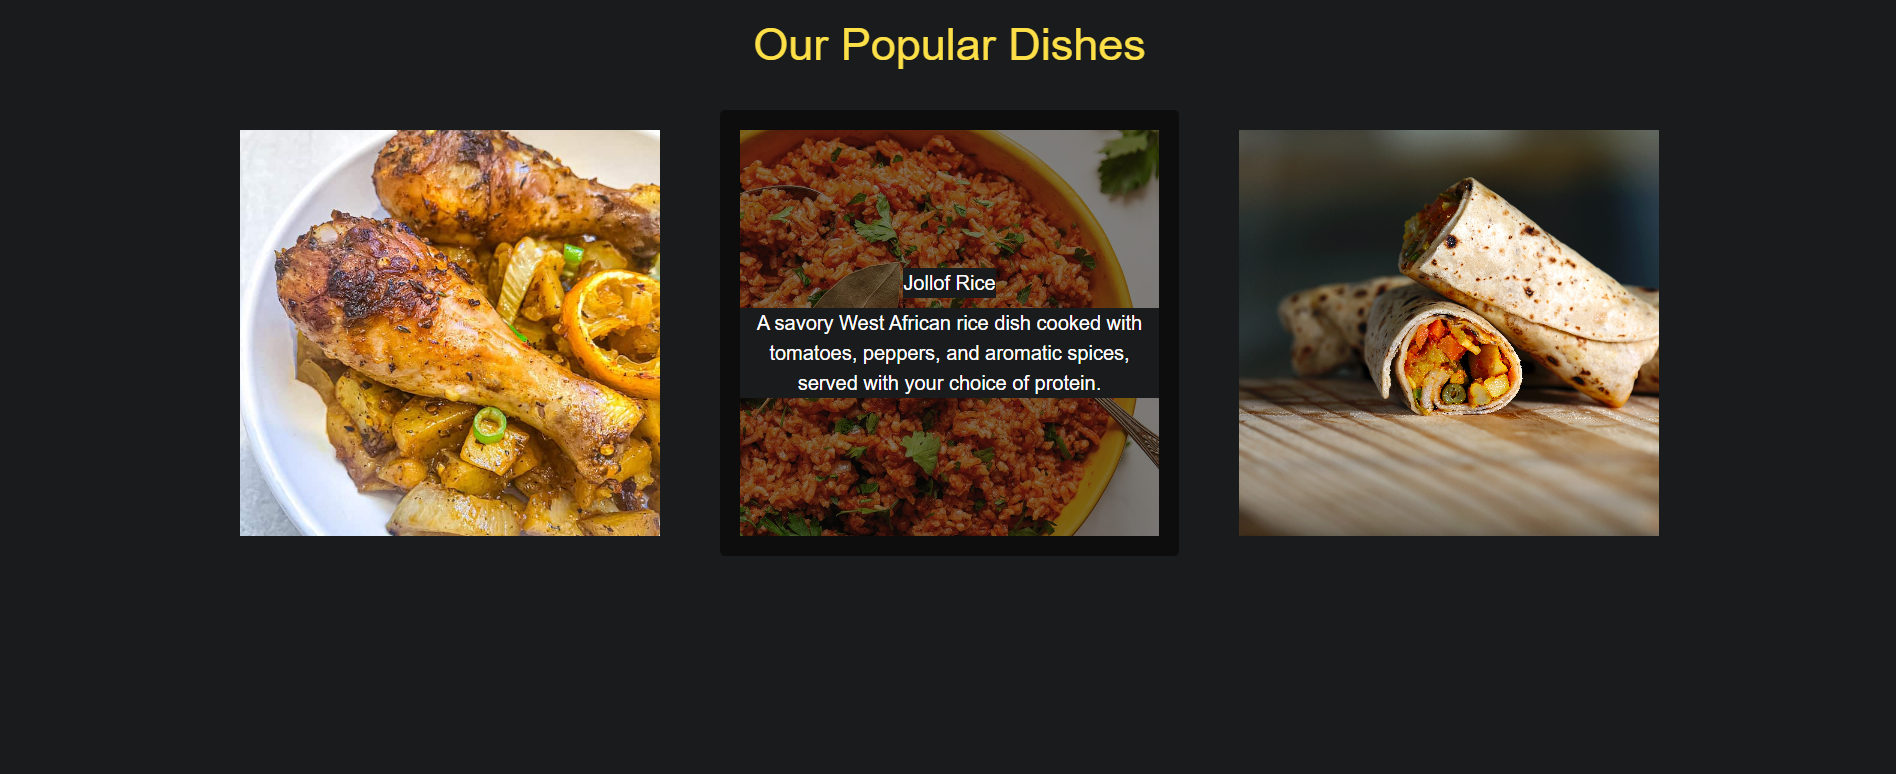 Our Popular Dishes
Jollof Rice
A savory West African rice dish cooked with
tomatoes, peppers, and aromatic spices,
served with your choice of protein.